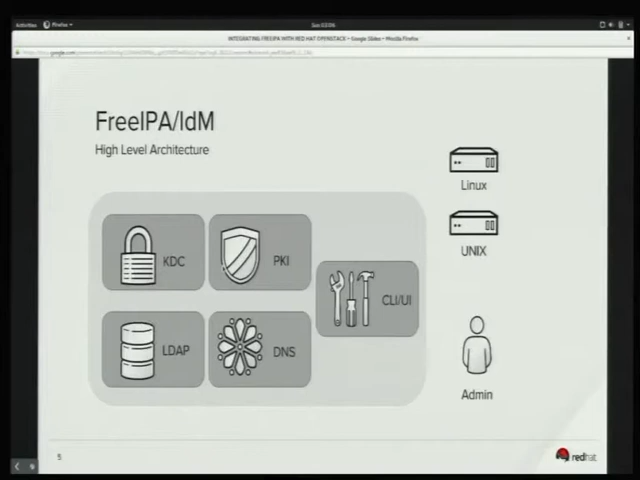 Activities
Firefox
INTEGRATING FREEIPA WITH RED HAT OPENSTACK - Google Slides - Mozilla Firefox
FreeIPA/IdM
High Level Architecture
Linux
UNIX
KDC
PKI
CLI/UI
LDAP
DNS
Admin
5
redhat